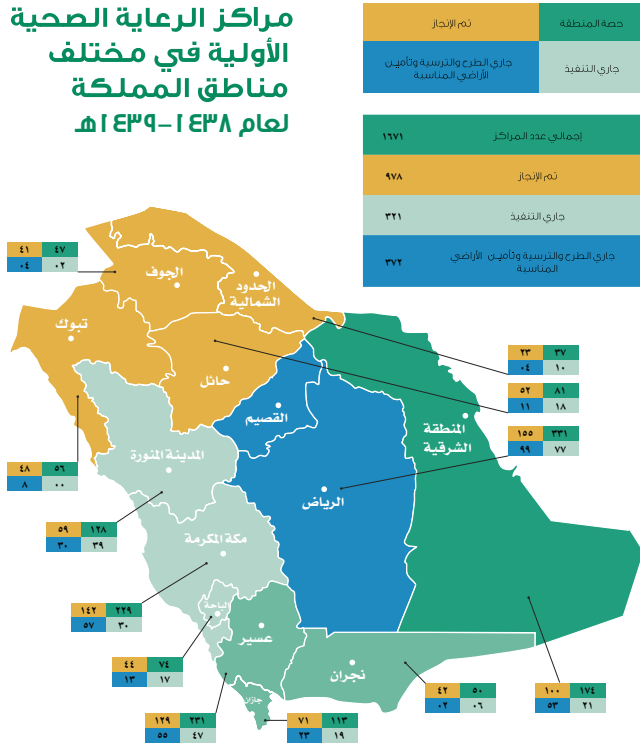 مراكز الرعاية الصحية
الأولية في مختلف
مناطق المملكة
لعام ١٤٣٨–١٤٣٩هـ
حصة المنطقة
تم الإنجاز
جاري التنفيذ
جاري الطرح والترسية وتأمين
الأراضي المناسبة
إجمالي عدد المراكز ١٦٧١
تم الإنجاز ٩٧٨
جاري التنفيذ ٣٢١
جاري الطرح والترسية وتأمين الأراضي
المناسبة ٣٧٢
٤٧ ٤١
٠٢ ٠٤
الجوف
الحدود
الشمالية
تبوك
حائل
القصيم
المنطقة
الشرقية
المدينة المنورة
الرياض
مكة المكرمة
الباحة
عسير
نجران
جازان
٣٧ ٢٣
١٠ ٠٤
٨١ ٥٢
١٨ ١١
٣٣١ ١٥٥
٧٧ ٩٩
٥٦ ٤٨
٠٠ ٨
١٢٨ ٥٩
٣٩ ٣٠
٢٢٩ ١٤٢
٣٠ ٥٧
٧٤ ٤٤
١٧ ١٣
١٧٤ ١٠٠
٢١ ٥٣
٥٠ ٤٢
٠٦ ٠٢
١١٣ ٧١
١٩ ٢٣
٢٣١ ١٢٩
٤٧ ٥٥